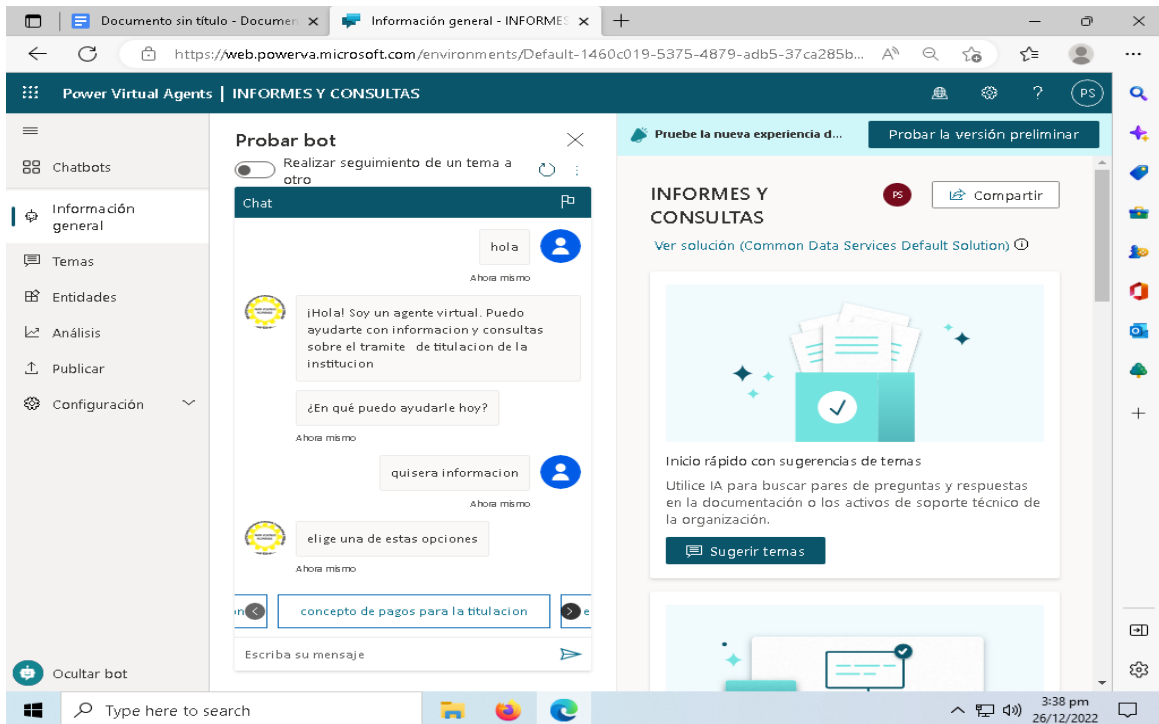 Documento sin título - Documen
Información general - INFORMES
https://web.powerva.microsoft.com/environments/Default-1460c019-5375-4879-adb5-37ca285b...
Power Virtual Agents | INFORMES Y CONSULTAS
PS
Chatbots
Información
general
Temas
Entidades
Análisis
Publicar
Configuración
Ocultar bot
Probar bot
Realizar seguimiento de un tema a
otro
Chat
hola
Ahora mismo
¡Hola! Soy un agente virtual. Puedo
ayudarte con informacion y consultas
sobre el tramite de titulacion de la
institucion
¿En qué puedo ayudarle hoy?
Ahora mismo
quisera informacion
Ahora mismo
elige una de estas opciones
Ahora mismo
concepto de pagos para la titulacion
Escriba su mensaje
Pruebe la nueva experiencia d...
Probar la versión preliminar
INFORMES Y
CONSULTAS
PS
Compartir
Ver solución (Common Data Services Default Solution)
Inicio rápido con sugerencias de temas
Utilice IA para buscar pares de preguntas y respuestas
en la documentación o los activos de soporte técnico de
la organización.
Sugerir temas
Type here to search
3:38 pm
26/12/2022